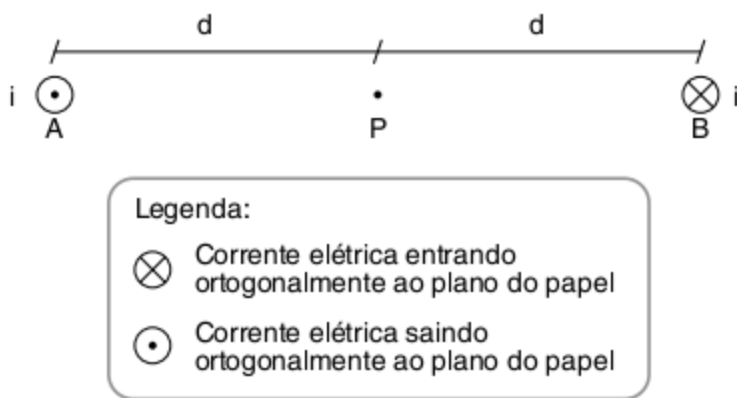 d d
i i
A P B
Legenda:
Corrente elétrica entrando
ortogonalmente ao plano do papel
Corrente elétrica saindo
ortogonalmente ao plano do papel